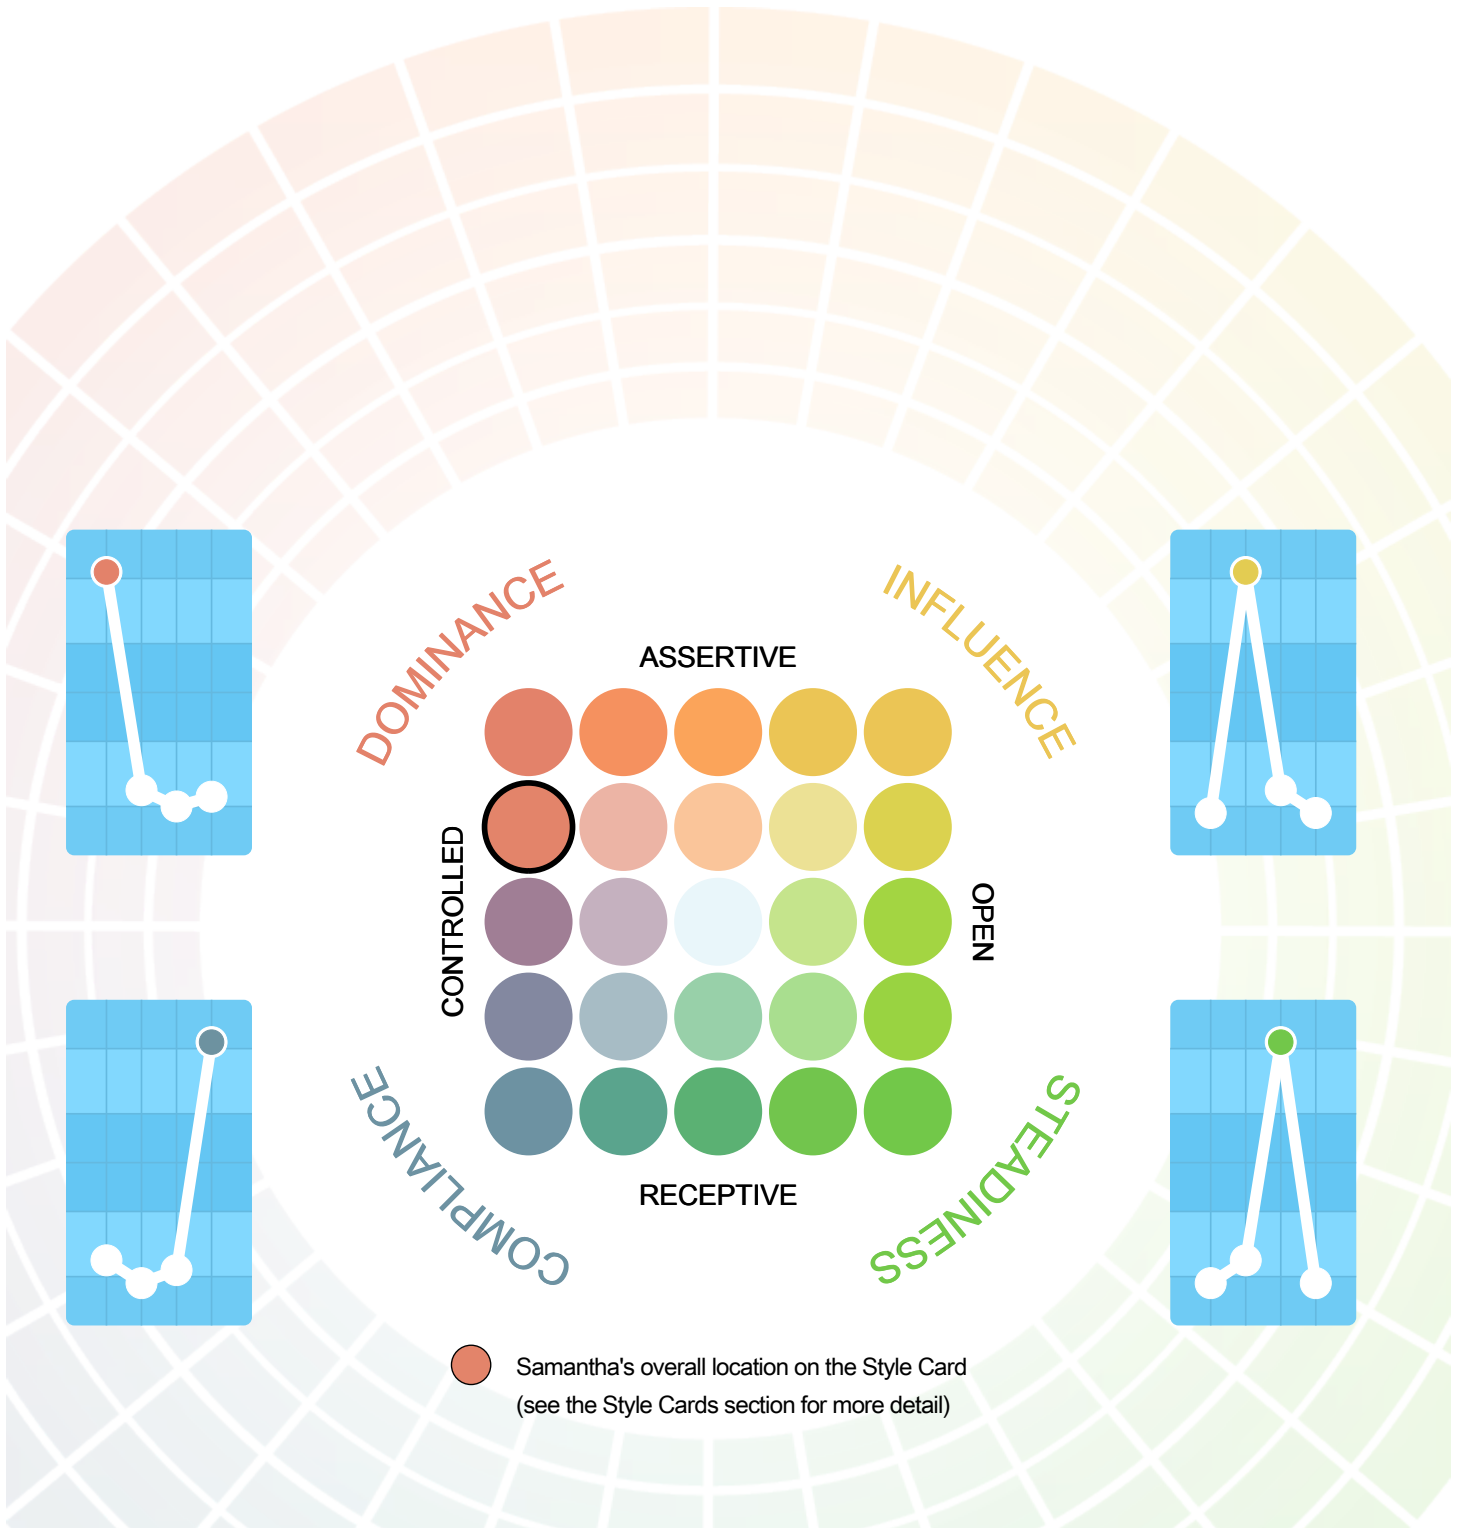 DOMINANCE
INFLUENCE
ASSERTIVE
CONTROLLED
OPEN
COMPLIANCE
STEADINESS
RECEPTIVE
Samantha's overall location on the Style Card
(see the Style Cards section for more detail)